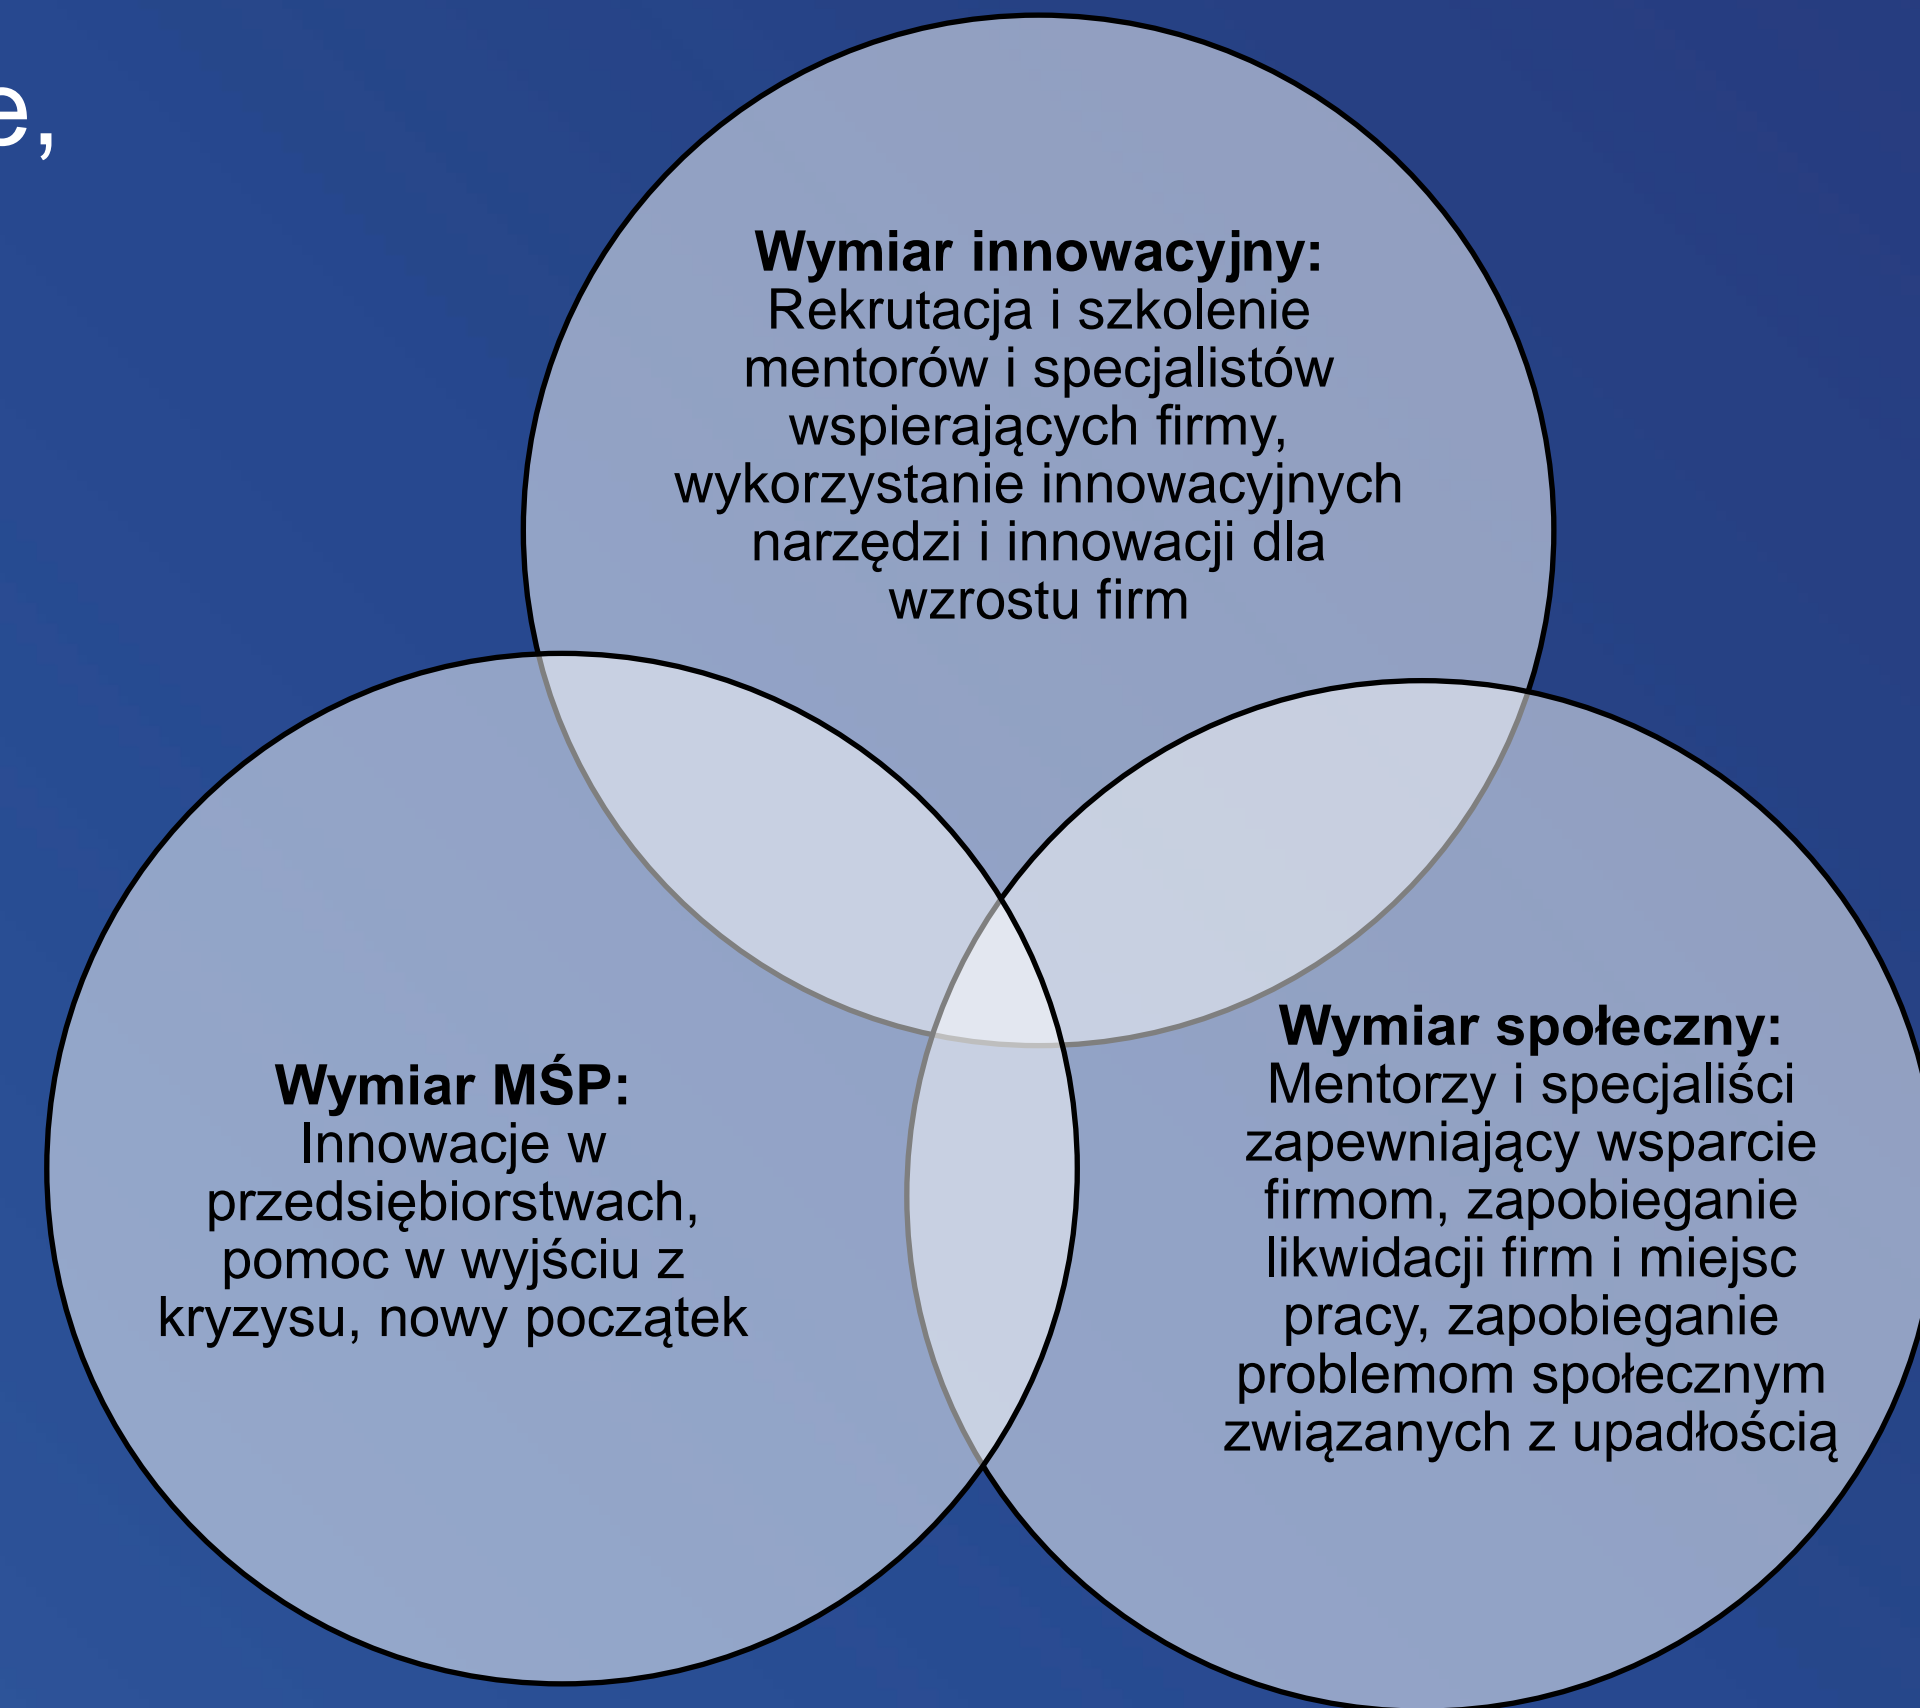 e,
Wymiar innowacyjny:
Rekrutacja i szkolenie
mentorów i specjalistów
wspierających firmy,
wykorzystanie innowacyjnych
narzędzi i innowacji dla
wzrostu firm
Wymiar MŚP:
Innowacje w
przedsiębiorstwach,
pomoc w wyjściu z
kryzysu, nowy początek
Wymiar społeczny:
Mentorzy i specjaliści
zapewniający wsparcie
firmom, zapobieganie
likwidacji firm i miejsc
pracy, zapobieganie
problemom społecznym
związanych z upadłością